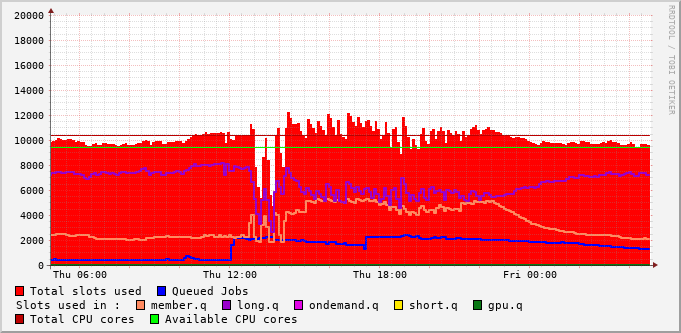 20000
18000
16000
14000
12000
10000
8000
6000
4000
2000
0
Thu 06:00 Thu 12:00 Thu 18:00 Fri 00:00
Total slots used Queued Jobs
Slots used in : member.q long.q ondemand.q short.q gpu.q
Total CPU cores Available CPU cores
RRDTOOL / TOBI OETIKER